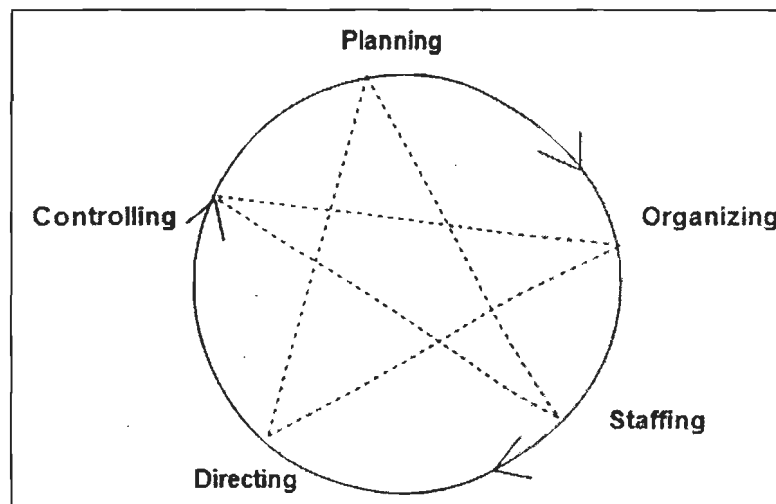 Planning
Organizing
Staffing
Directing
Controlling